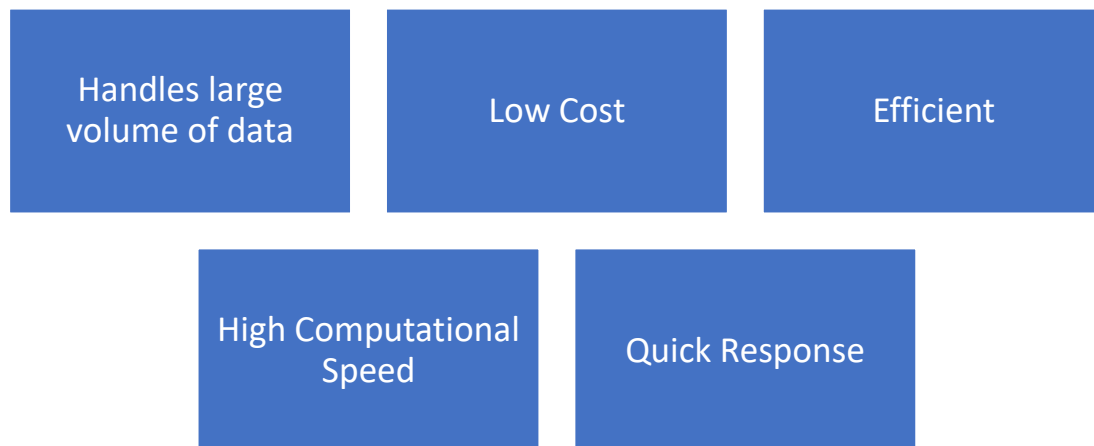 Handles large
volume of data
Low Cost
Efficient
High Computational
Speed
Quick Response